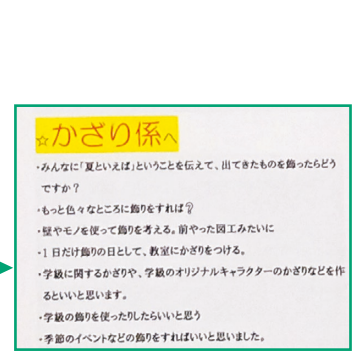 ☆かざり係へ
・みんなに「夏といえば」ということを伝えて、出てきたものを飾ったらどう
ですか？
・もっと色々なところに飾りをすれば？
・壁やモノを使って飾りを考える。前やった図工みたいに
・1日だけ飾りの日として、教室にかざりをつける。
・学級に関するかざりや、学級のオリジナルキャラクターのかざりなどを作
るといいと思います。
・学級の飾りを使ったりしたらいいと思う
・季節のイベントなどの飾りをすればいいと思いました。